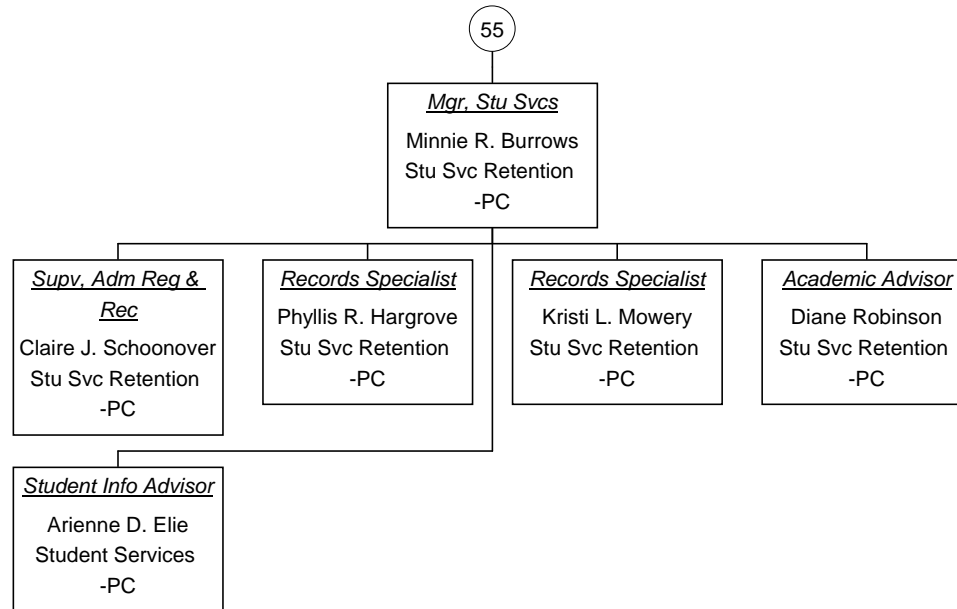 55
Mgr, Stu Svcs
Minnie R. Burrows
Stu Svc Retention
-PC
Supv, Adm Reg &
Rec
Claire J. Schoonover
Stu Svc Retention
-PC
Records Specialist
Phyllis R. Hargrove
Stu Svc Retention
-PC
Records Specialist
Kristi L. Mowery
Stu Svc Retention
-PC
Academic Advisor
Diane Robinson
Stu Svc Retention
-PC
Student Info Advisor
Arienne D. Elie
Student Services
-PC